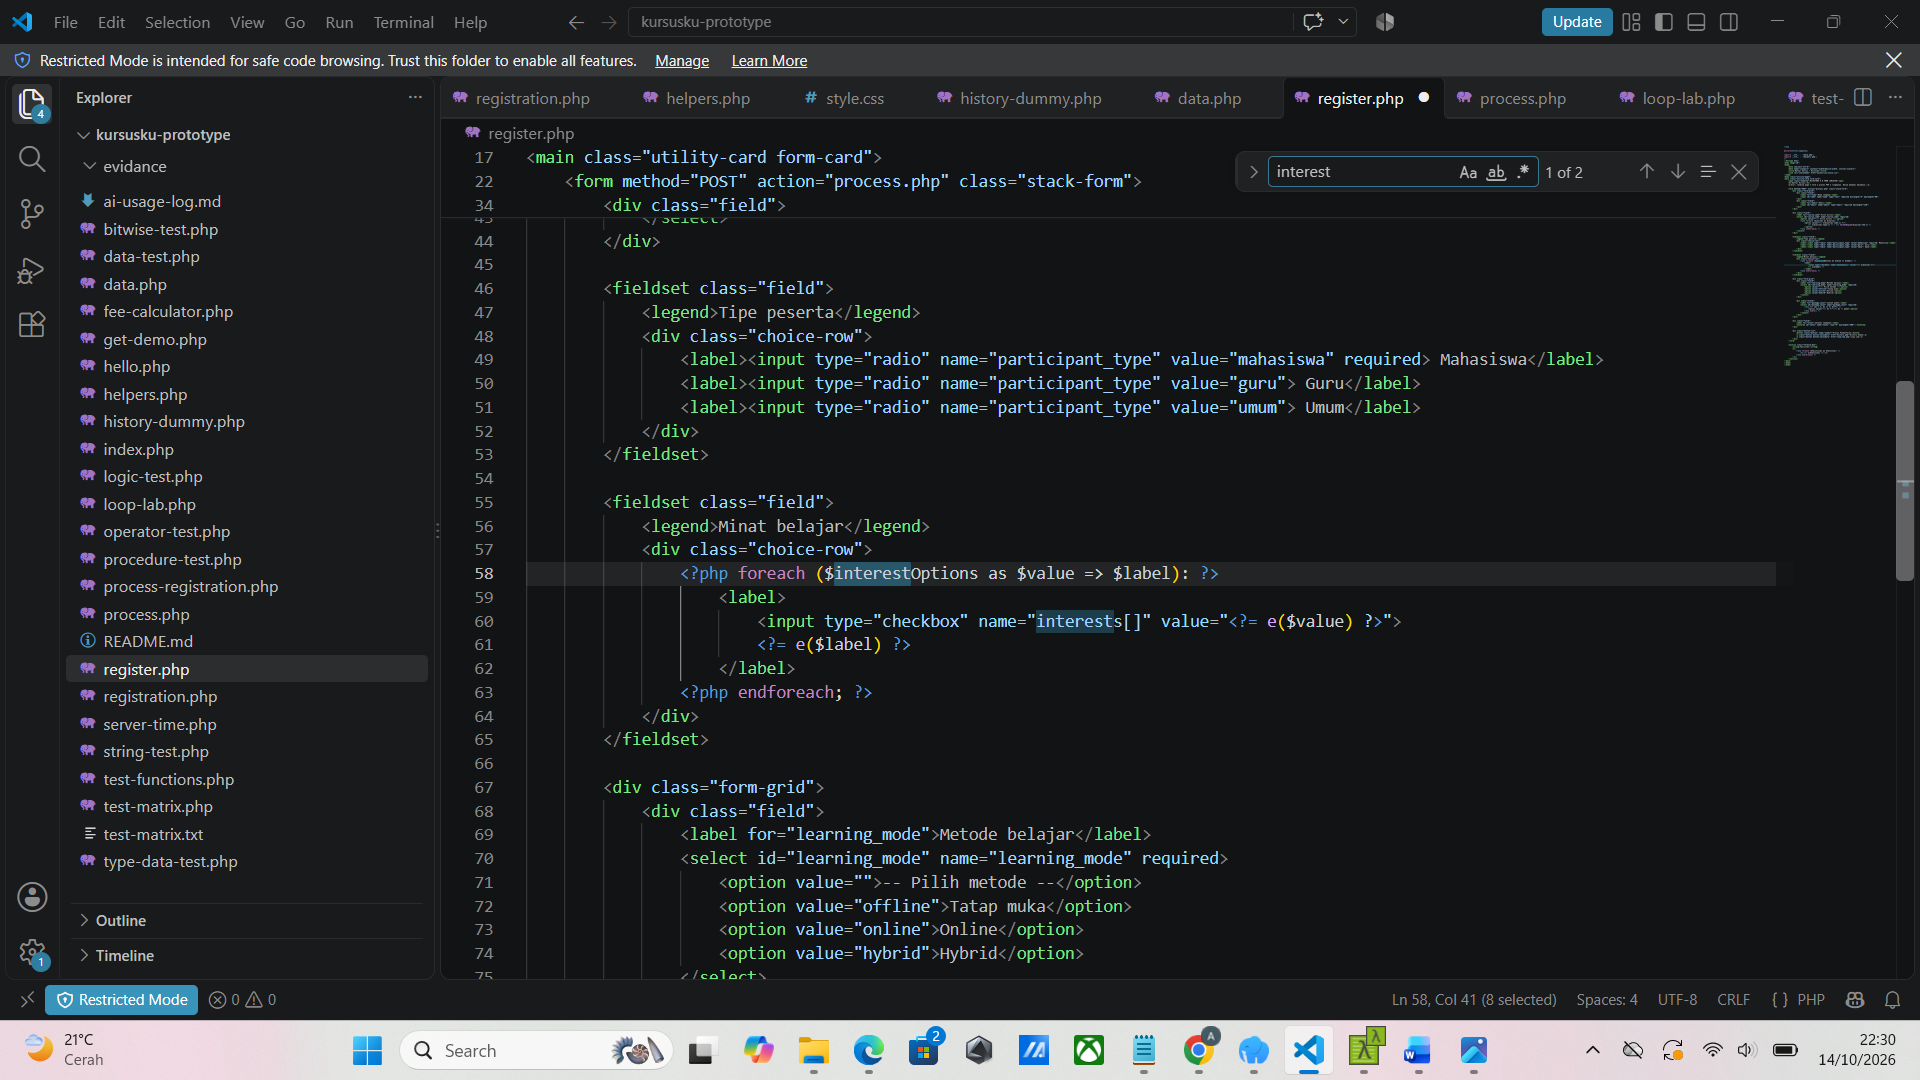 File Edit Selection View Go Run Terminal Help
kursusku-prototype
Update
Restricted Mode is intended for safe code browsing. Trust this folder to enable all features. Manage Learn More
4
Explorer
kursusku-prototype
evidance
ai-usage-log.md
bitwise-test.php
data-test.php
data.php
fee-calculator.php
get-demo.php
hello.php
helpers.php
history-dummy.php
index.php
logic-test.php
loop-lab.php
operator-test.php
procedure-test.php
process-registration.php
process.php
README.md
register.php
registration.php
server-time.php
string-test.php
test-functions.php
test-matrix.php
test-matrix.txt
type-data-test.php
Outline
Timeline
1
registration.php helpers.php # style.css history-dummy.php data.php register.php process.php loop-lab.php test-
register.php
interest Aa ab .* 1 of 2
17 <main class="utility-card form-card">
22 <form method="POST" action="process.php" class="stack-form">
34 <div class="field">
43 </select>
44 </div>
45
46 <fieldset class="field">
47 <legend>Tipe peserta</legend>
48 <div class="choice-row">
49 <label><input type="radio" name="participant_type" value="mahasiswa" required> Mahasiswa</label>
50 <label><input type="radio" name="participant_type" value="guru"> Guru</label>
51 <label><input type="radio" name="participant_type" value="umum"> Umum</label>
52 </div>
53 </fieldset>
54
55 <fieldset class="field">
56 <legend>Minat belajar</legend>
57 <div class="choice-row">
58 <?php foreach ($interestOptions as $value => $label): ?>
59 <label>
60 <input type="checkbox" name="interests[]" value="<?= e($value) ?>">
61 <?= e($label) ?>
62 </label>
63 <?php endforeach; ?>
64 </div>
65 </fieldset>
66
67 <div class="form-grid">
68 <div class="field">
69 <label for="learning_mode">Metode belajar</label>
70 <select id="learning_mode" name="learning_mode" required>
71 <option value="">-- Pilih metode --</option>
72 <option value="offline">Tatap muka</option>
73 <option value="online">Online</option>
74 <option value="hybrid">Hybrid</option>
75 </select>
Restricted Mode 0 0 Ln 58, Col 41 (8 selected) Spaces: 4 UTF-8 CRLF { } PHP
21°C
Cerah
Search
2
A
22:30
14/10/2026